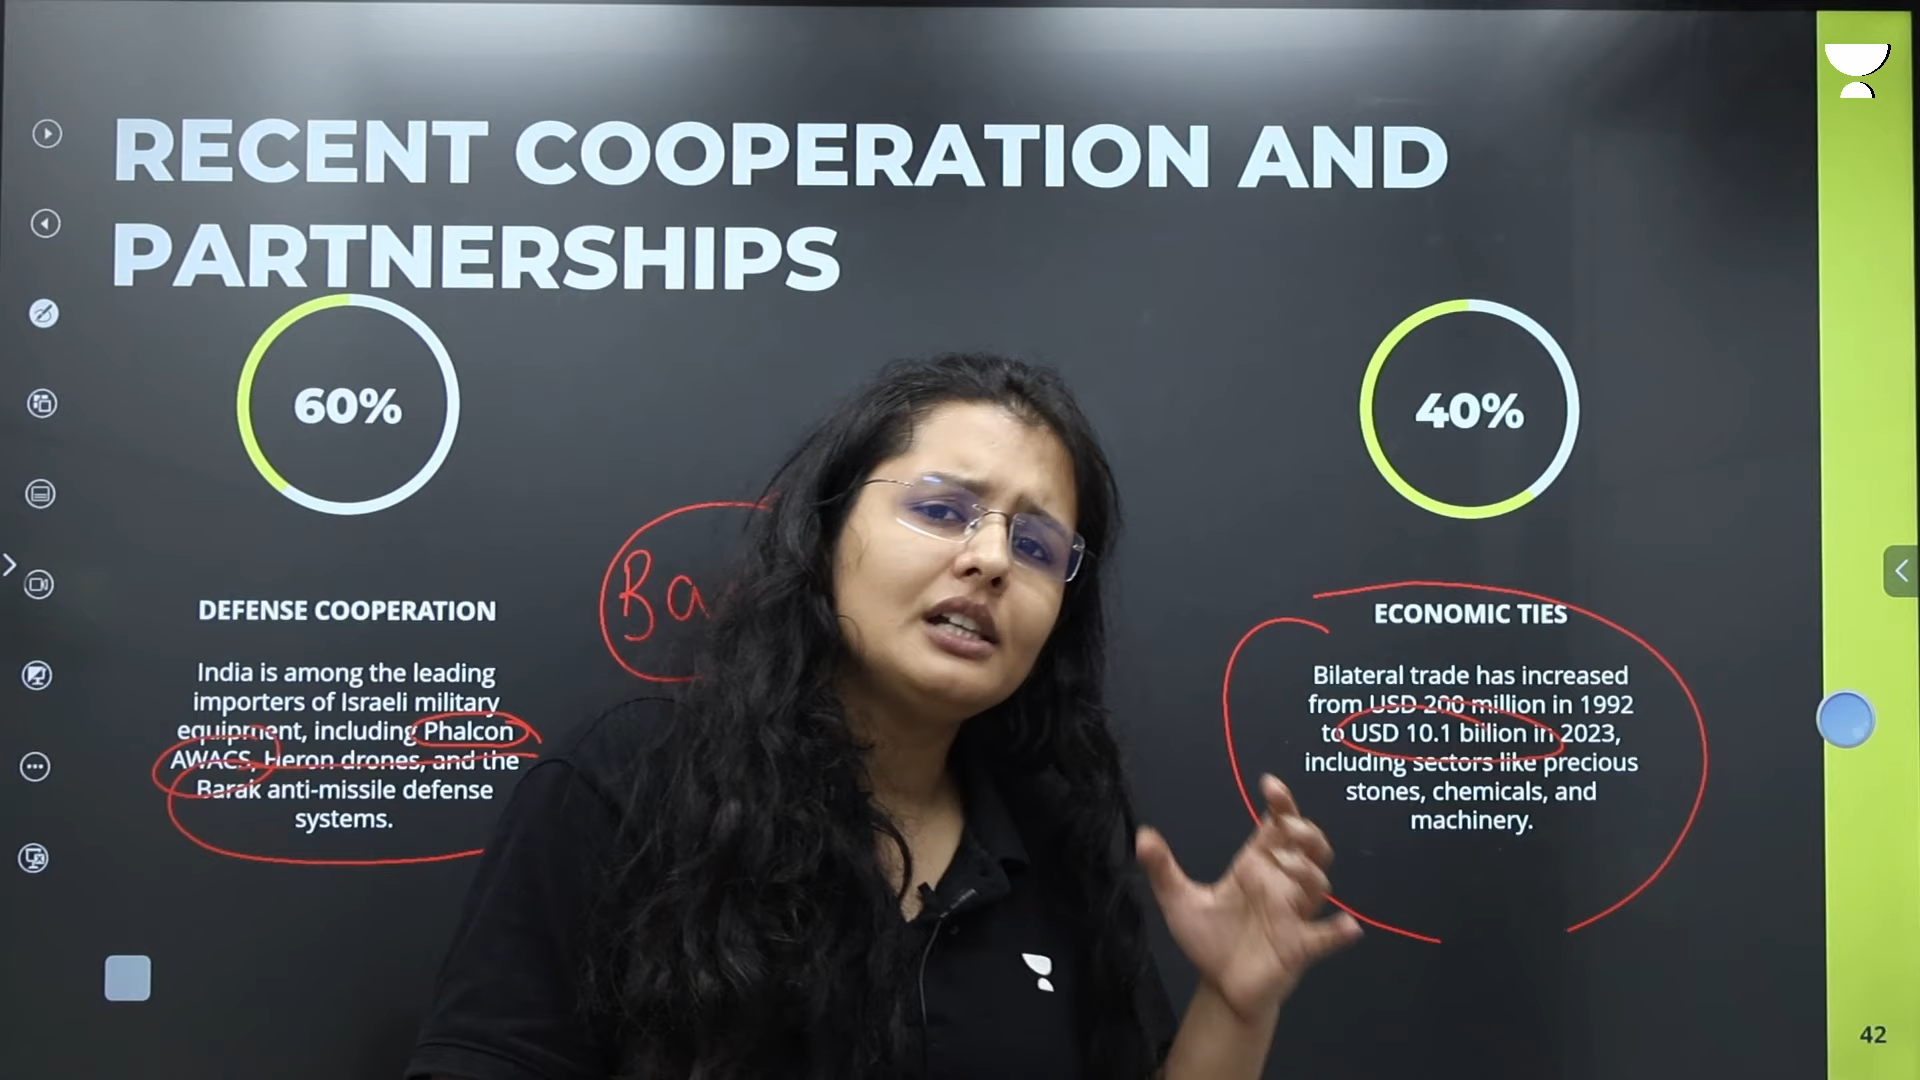 RECENT COOPERATION AND
PARTNERSHIPS
60%
40%
Ba
DEFENSE COOPERATION
India is among the leading
importers of Israeli military
equipment, including Phalcon
AWACS, Heron drones, and the
Barak anti-missile defense
systems.
ECONOMIC TIES
Bilateral trade has increased
from USD 200 million in 1992
to USD 10.1 billion in 2023,
including sectors like precious
stones, chemicals, and
machinery.
42